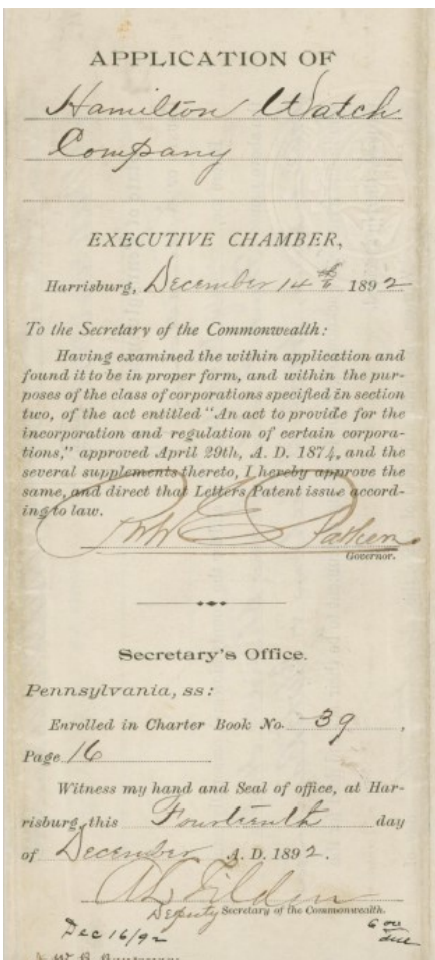 APPLICATION OF
Hamilton Watch
Company
EXECUTIVE CHAMBER,
Harrisburg, December 14th 1892
To the Secretary of the Commonwealth:
Having examined the within application and
found it to be in proper form, and within the pur-
poses of the class of corporations specified in section
two, of the act entitled "An act to provide for the
incorporation and regulation of certain corpora-
tions," approved April 29th, A. D. 1874, and the
several supplements thereto, I hereby approve the
same, and direct that Letters Patent issue accord-
ing to law.
Governor.
Secretary's Office.
Pennsylvania, ss:
Enrolled in Charter Book No. 39,
Page 16
Witness my hand and Seal of office, at Har-
risburg, this Fourteenth day
of December A. D. 1892.
A L Tilden
Deputy Secretary of the Commonwealth.
Dec 16/92